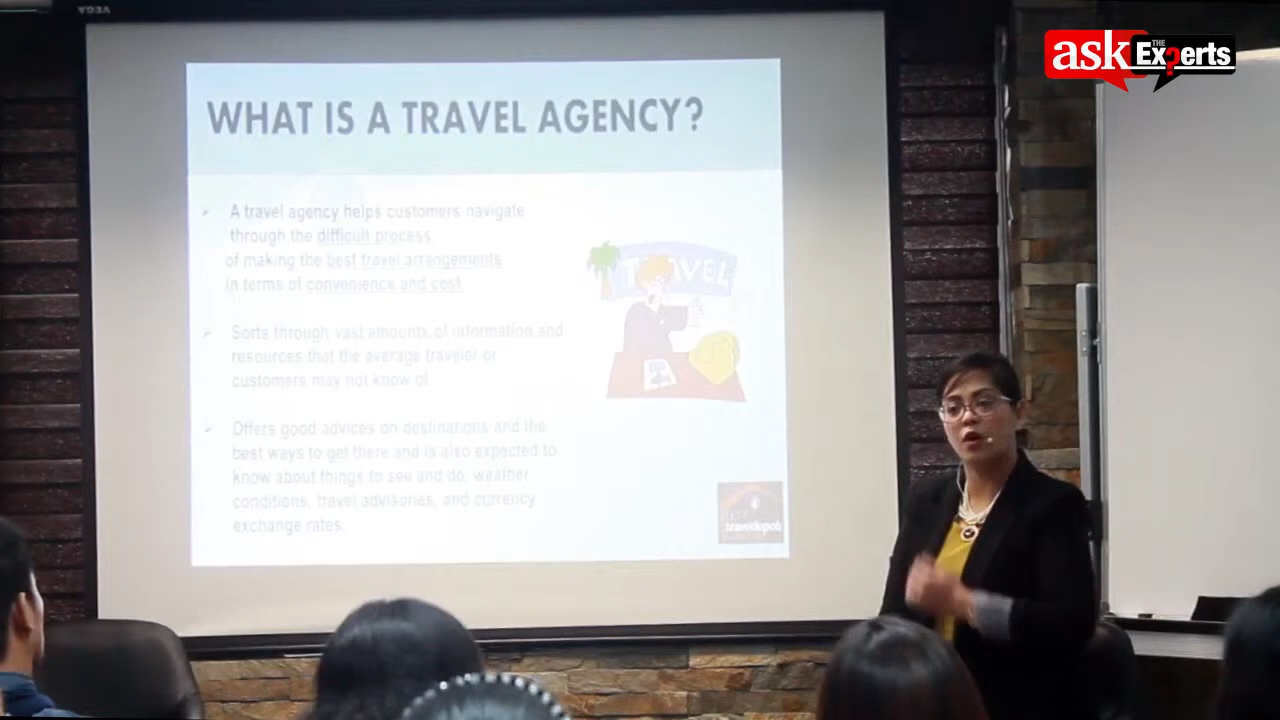 VEGA
ask THE Experts
WHAT IS A TRAVEL AGENCY?
A travel agency helps customers navigate
through the difficult process
of making the best travel arrangements
in terms of convenience and cost
TRAVEL
Sorts through vast amounts of information and
resources that the average traveler or
customers may not know of
Offers good advices on destinations and the
best ways to get there and is also expected to
know about things to see and do, weather
conditions, travel advisories, and currency
exchange rates.
traveldepot